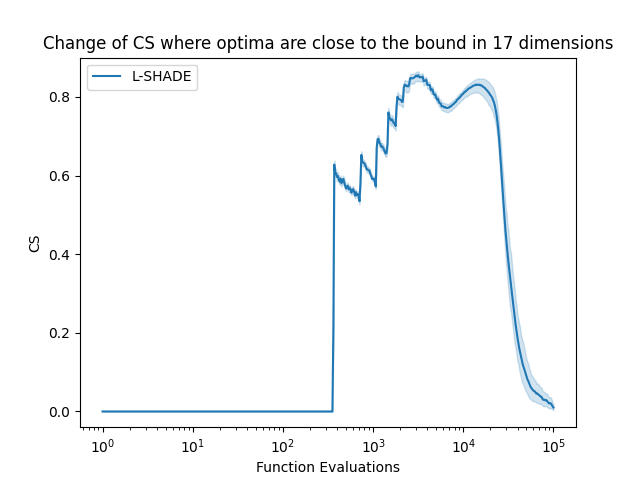 Change of CS where optima are close to the bound in 17 dimensions
L-SHADE
0.8
0.6
0.4
0.2
0.0
CS
10^0 10^1 10^2 10^3 10^4 10^5
Function Evaluations